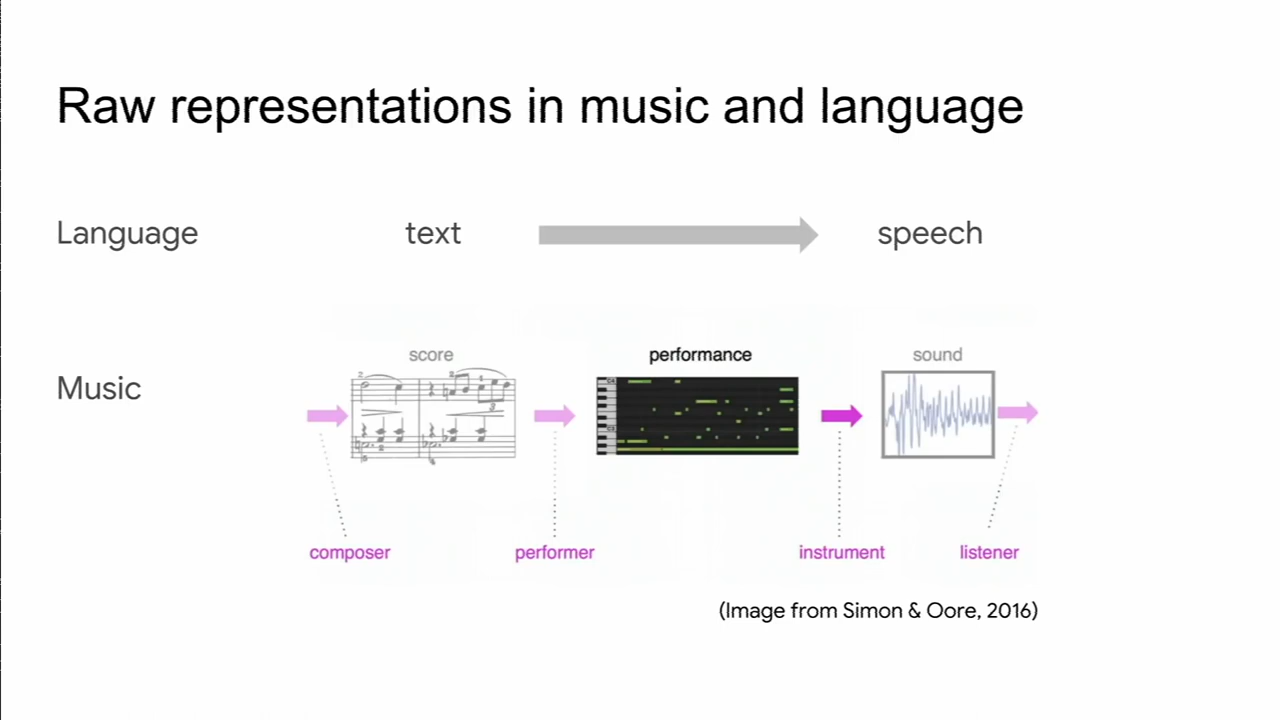 Raw representations in music and language
Language text speech
Music
score performance sound
composer performer instrument listener
(Image from Simon & Oore, 2016)